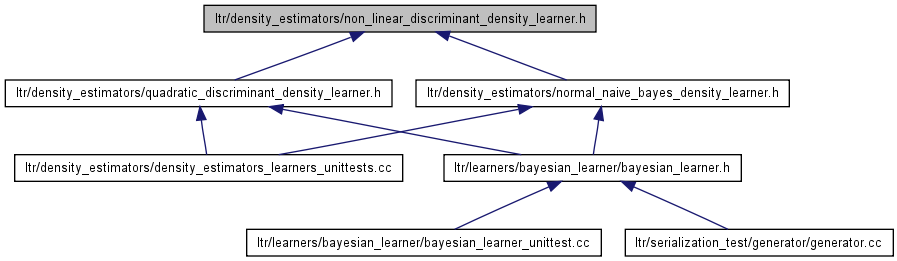 ltr/density_estimators/non_linear_discriminant_density_learner.h
ltr/density_estimators/quadratic_discriminant_density_learner.h
ltr/density_estimators/normal_naive_bayes_density_learner.h
ltr/density_estimators/density_estimators_learners_unittests.cc
ltr/learners/bayesian_learner/bayesian_learner.h
ltr/learners/bayesian_learner/bayesian_learner_unittest.cc
ltr/serialization_test/generator/generator.cc